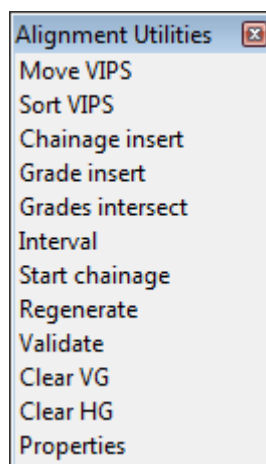 Alignment Utilities
Move VIPS
Sort VIPS
Chainage insert
Grade insert
Grades intersect
Interval
Start chainage
Regenerate
Validate
Clear VG
Clear HG
Properties